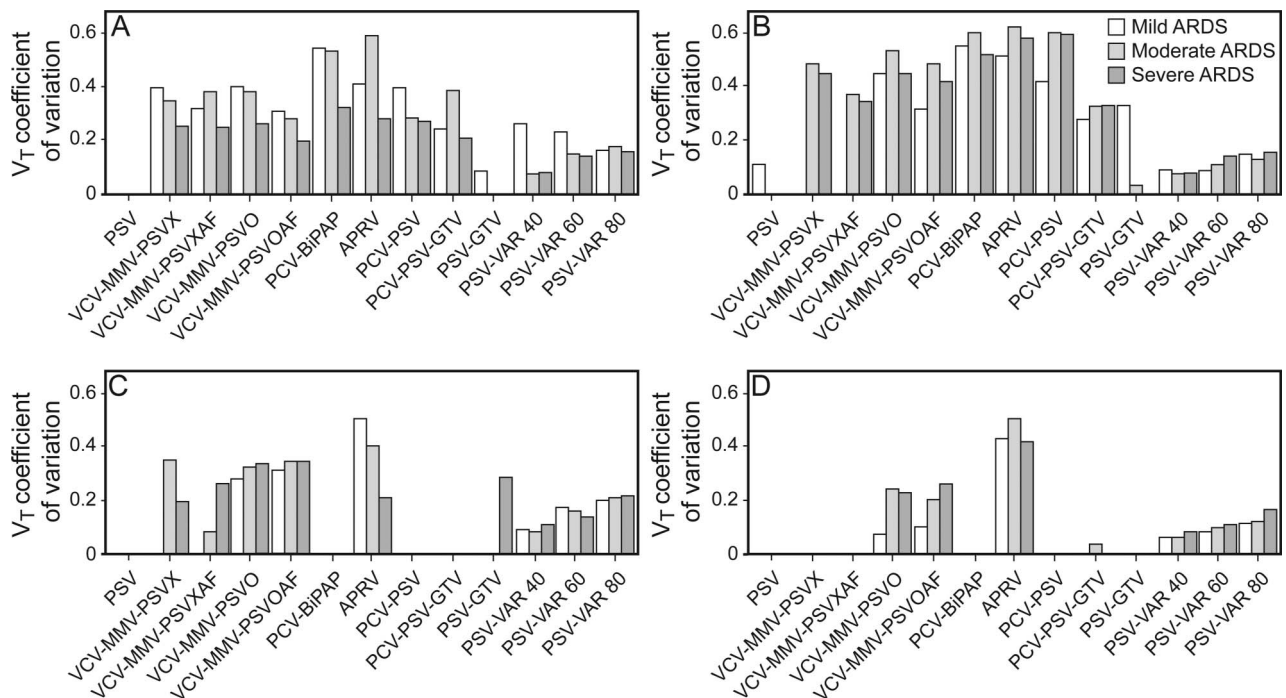 A
V_T coefficient
of variation
0.6
0.4
0.2
0
PSV
VCV-MMV-PSVX
VCV-MMV-PSVXAF
VCV-MMV-PSVO
VCV-MMV-PSVOAF
PCV-BiPAP
APRV
PCV-PSV
PCV-PSV-GTV
PSV-GTV
PSV-VAR 40
PSV-VAR 60
PSV-VAR 80
B
Mild ARDS
Moderate ARDS
Severe ARDS
V_T coefficient
of variation
0.6
0.4
0.2
0
PSV
VCV-MMV-PSVX
VCV-MMV-PSVXAF
VCV-MMV-PSVO
VCV-MMV-PSVOAF
PCV-BiPAP
APRV
PCV-PSV
PCV-PSV-GTV
PSV-GTV
PSV-VAR 40
PSV-VAR 60
PSV-VAR 80
C
V_T coefficient
of variation
0.6
0.4
0.2
0
PSV
VCV-MMV-PSVX
VCV-MMV-PSVXAF
VCV-MMV-PSVO
VCV-MMV-PSVOAF
PCV-BiPAP
APRV
PCV-PSV
PCV-PSV-GTV
PSV-GTV
PSV-VAR 40
PSV-VAR 60
PSV-VAR 80
D
V_T coefficient
of variation
0.6
0.4
0.2
0
PSV
VCV-MMV-PSVX
VCV-MMV-PSVXAF
VCV-MMV-PSVO
VCV-MMV-PSVOAF
PCV-BiPAP
APRV
PCV-PSV
PCV-PSV-GTV
PSV-GTV
PSV-VAR 40
PSV-VAR 60
PSV-VAR 80